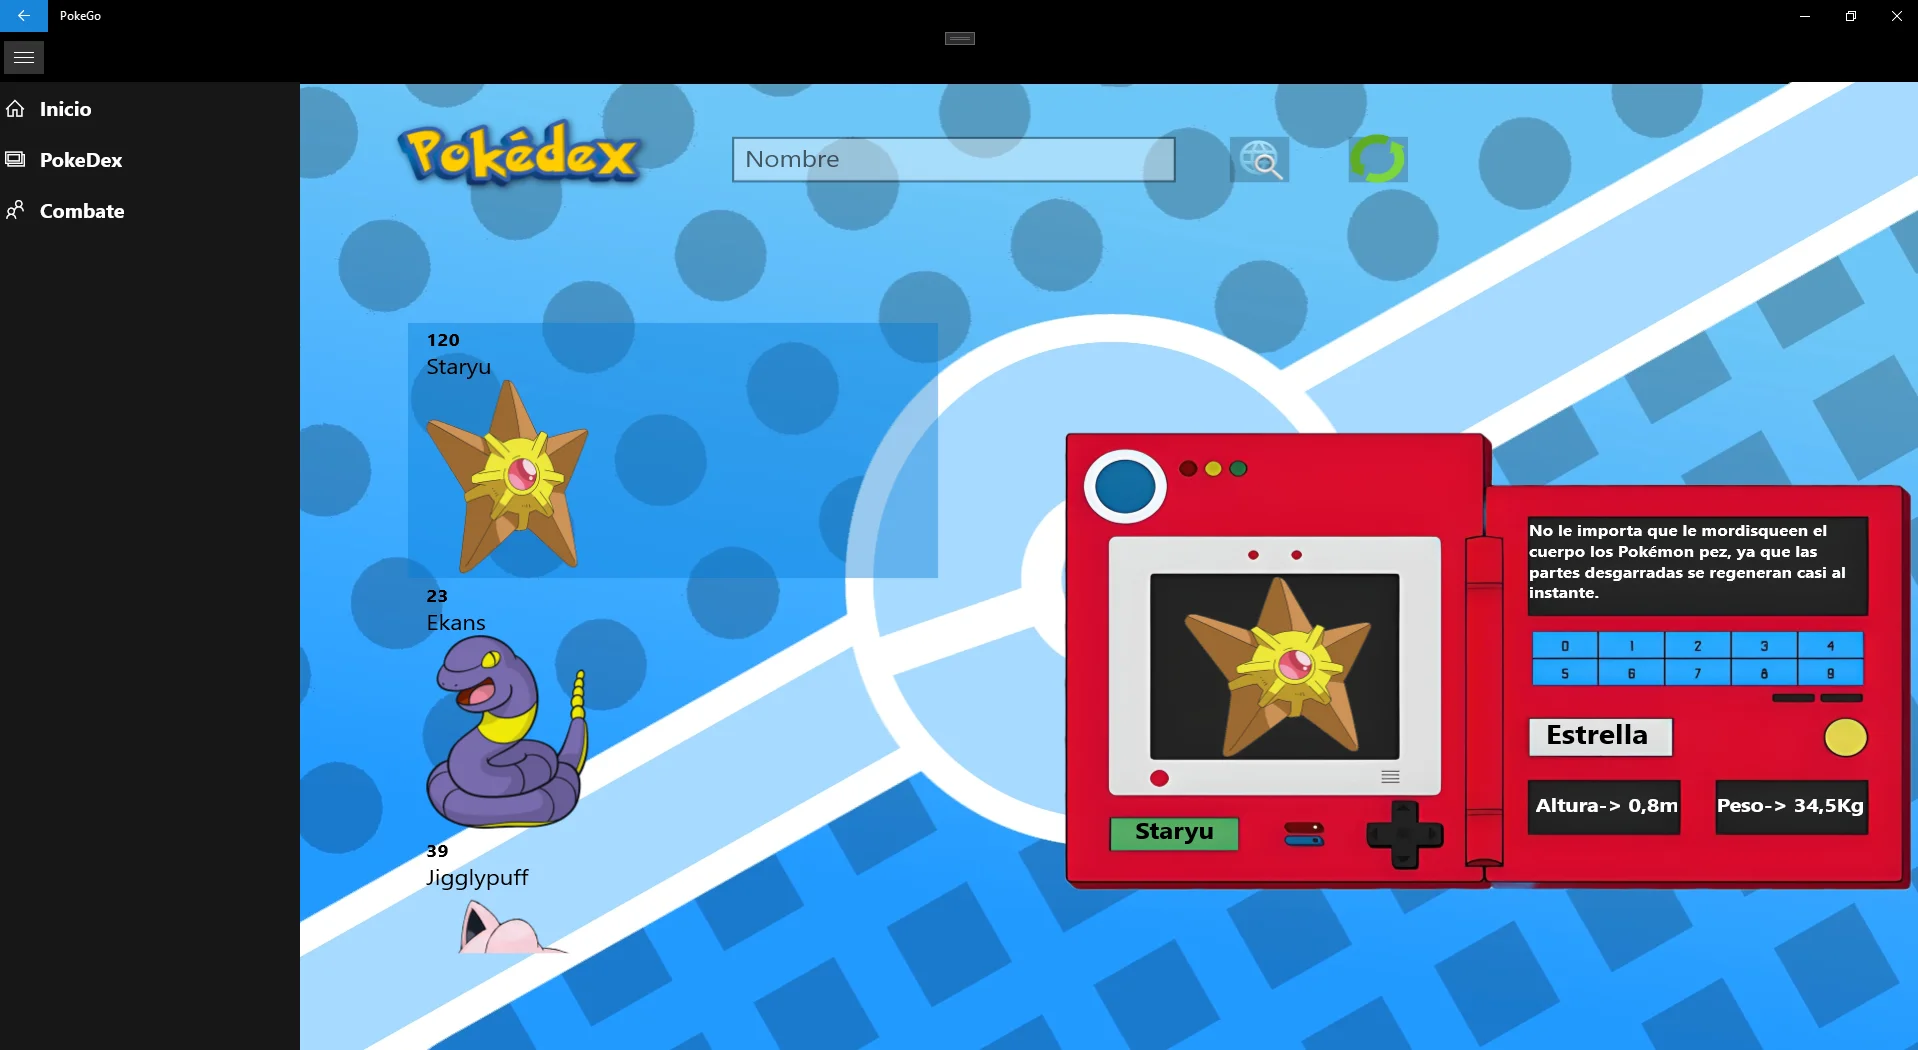 PokeGo
Inicio
PokeDex
Combate
Pokédex
Nombre
120
Staryu
23
Ekans
39
Jigglypuff
No le importa que le mordisqueen el
cuerpo los Pokémon pez, ya que las
partes desgarradas se regeneran casi al
instante.
0 1 2 3 4
5 6 7 8 9
Estrella
Altura-> 0,8m
Peso-> 34,5Kg
Staryu